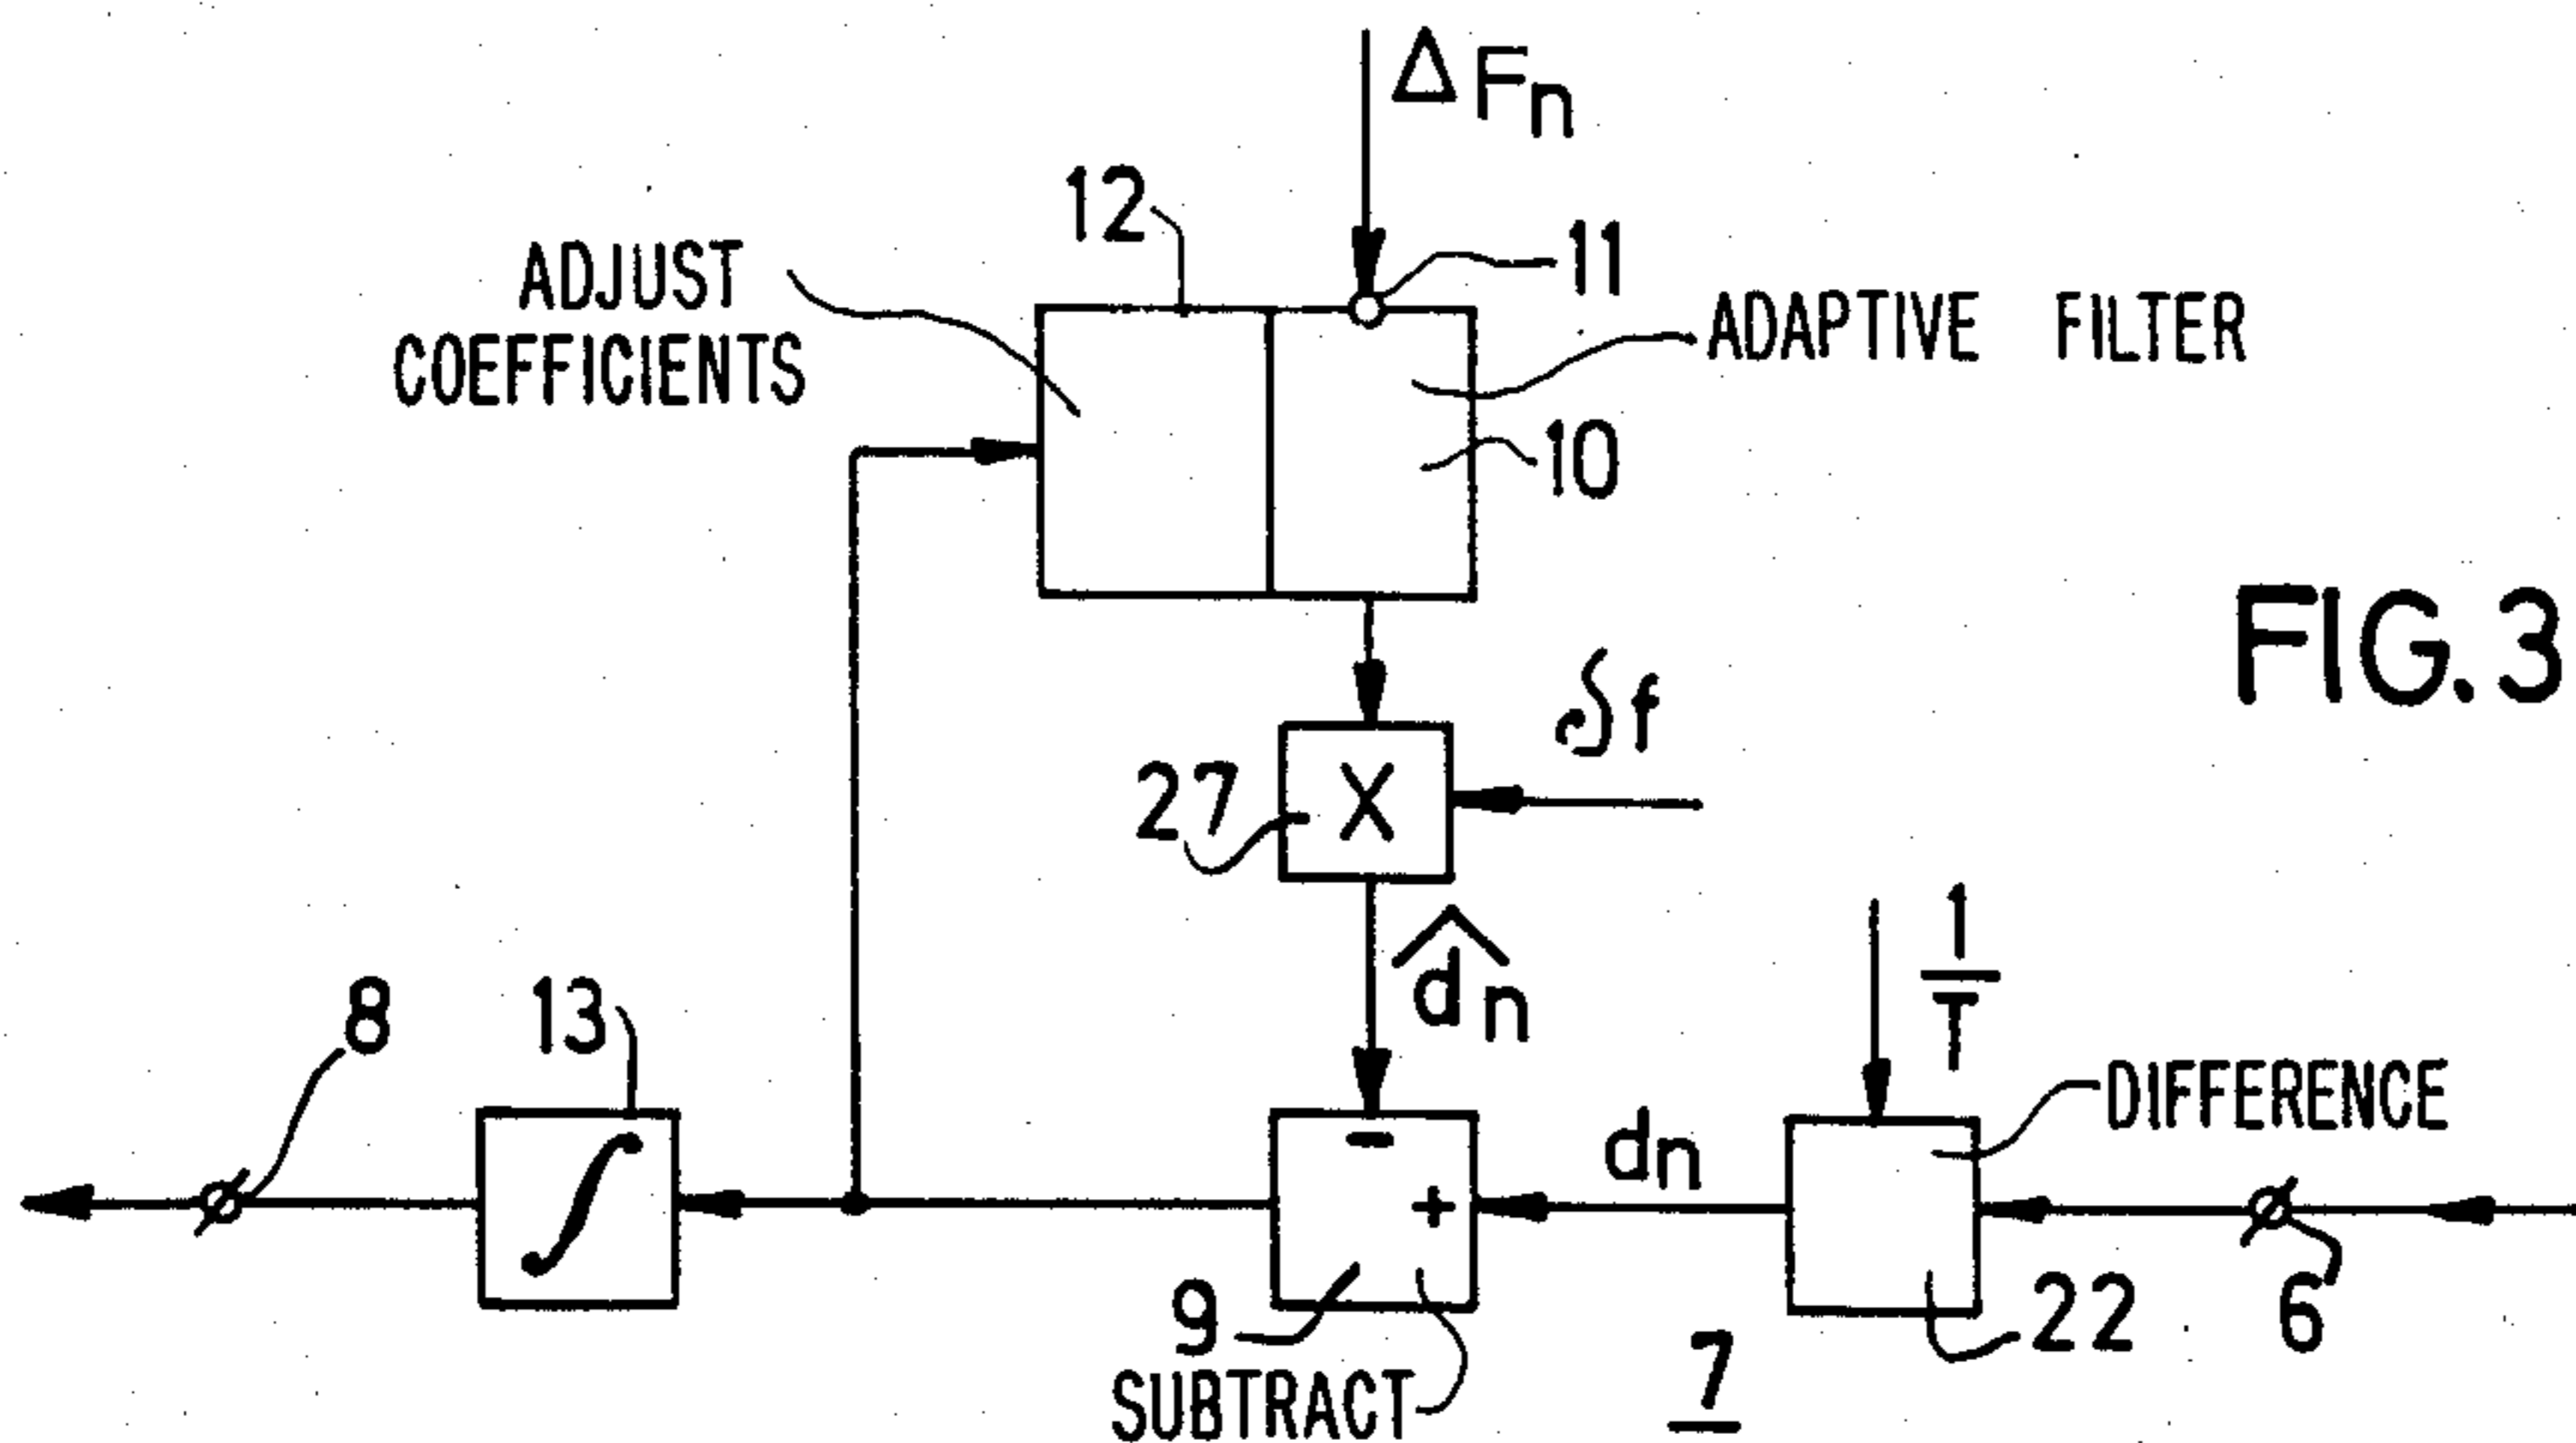 ΔFn
12
11
ADJUST
COEFFICIENTS
ADAPTIVE FILTER
10
FIG. 3
δf
27
X
1/T
d̂n
8
13
∫
DIFFERENCE
dn
-
+
9
22
6
SUBTRACT
7